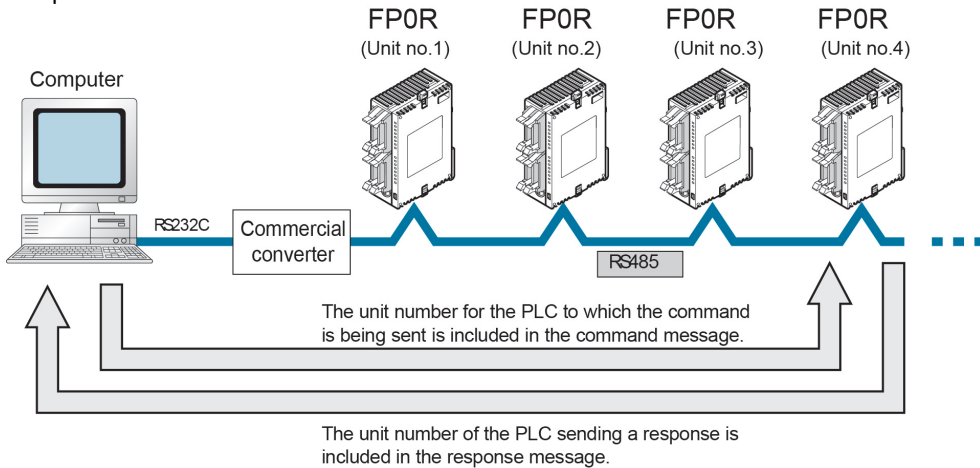 FP0R
(Unit no.1)
FP0R
(Unit no.2)
FP0R
(Unit no.3)
FP0R
(Unit no.4)
Computer
RS232C
Commercial
converter
RS485
The unit number for the PLC to which the command
is being sent is included in the command message.
The unit number of the PLC sending a response is
included in the response message.